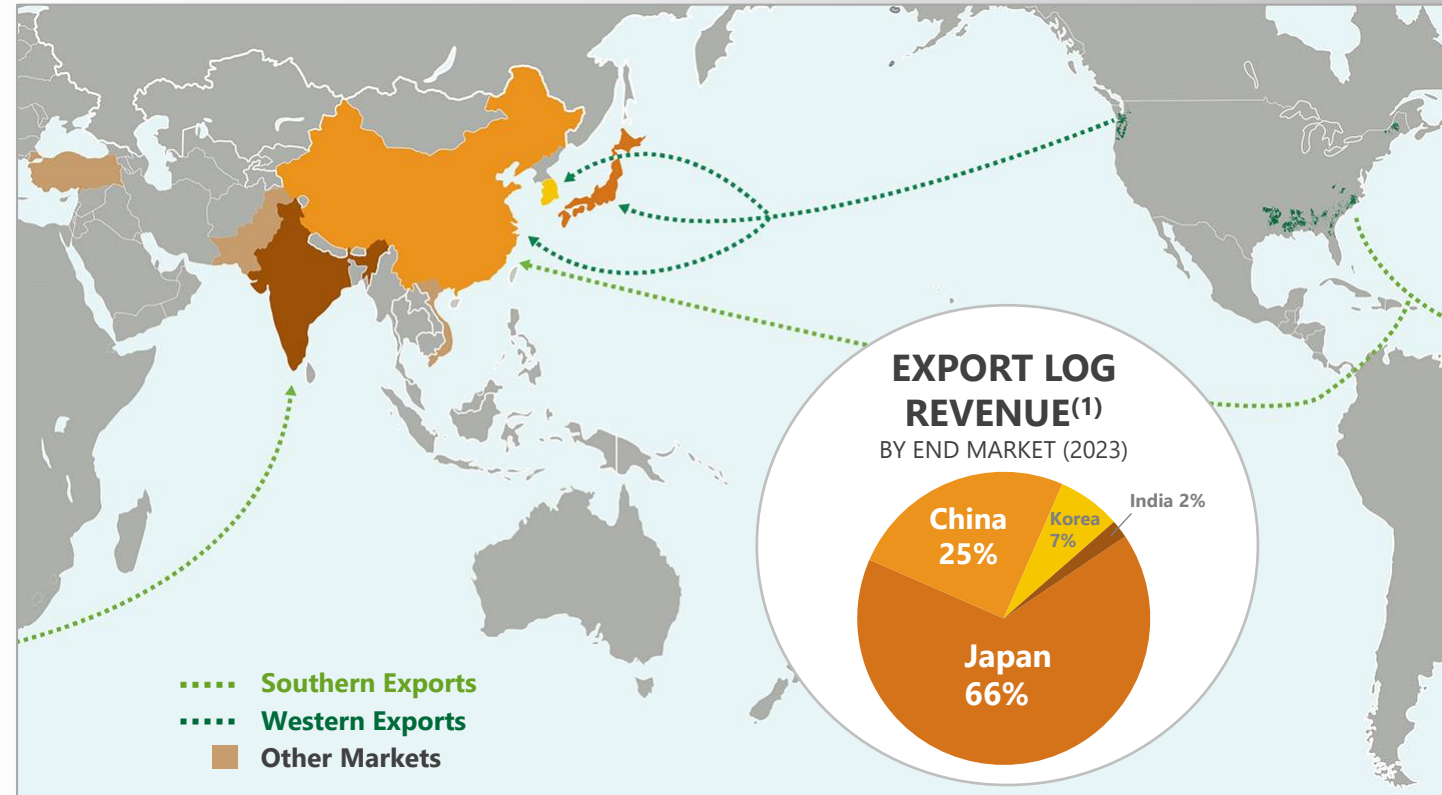 EXPORT LOG
REVENUE(1)
BY END MARKET (2023)
India 2%
China
25%
Korea
7%
Japan
66%
Southern Exports
Western Exports
Other Markets